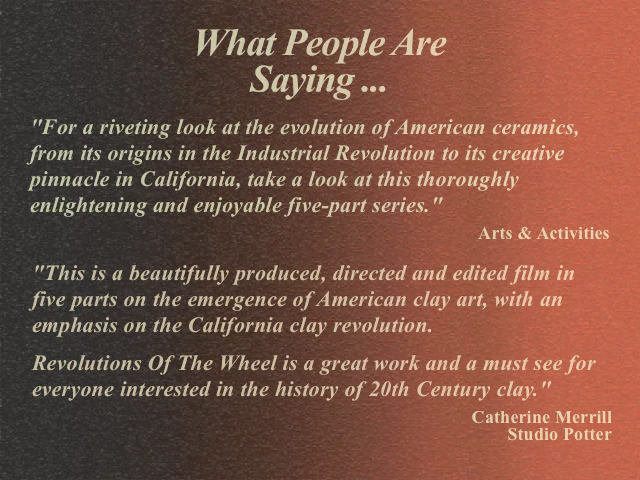 What People Are
Saying ...
"For a riveting look at the evolution of American ceramics,
from its origins in the Industrial Revolution to its creative
pinnacle in California, take a look at this thoroughly
enlightening and enjoyable five-part series."
Arts & Activities
"This is a beautifully produced, directed and edited film in
five parts on the emergence of American clay art, with an
emphasis on the California clay revolution.
Revolutions Of The Wheel is a great work and a must see for
everyone interested in the history of 20th Century clay."
Catherine Merrill
Studio Potter